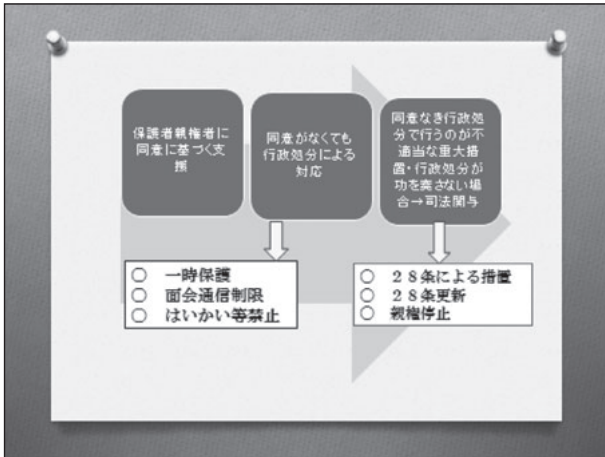 保護者親権者に
同意に基づく支
援
同意がなくても
行政処分による
対応
同意なき行政処
分で行うのが不
適当な重大措
置・行政処分が
功を奏さない場
合→司法関与
○ 一時保護
○ 面会通信制限
○ はいかい等禁止
○ 28条による措置
○ 28条更新
○ 親権停止